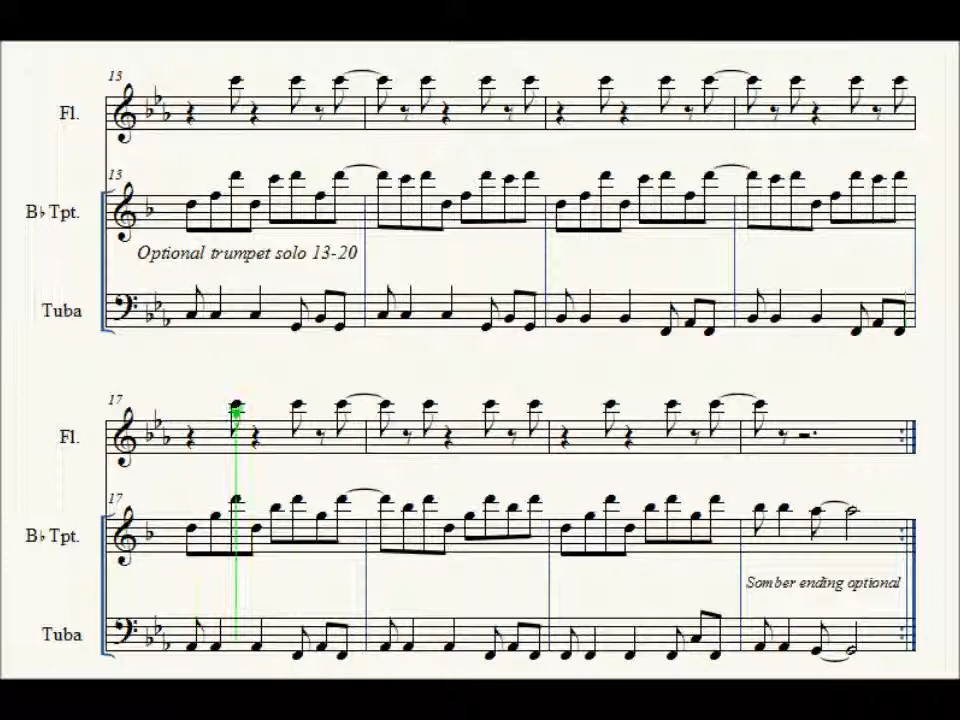 13
Fl.
13
B♭ Tpt.
Optional trumpet solo 13-20
Tuba
17
Fl.
17
B♭ Tpt.
Somber ending optional
Tuba